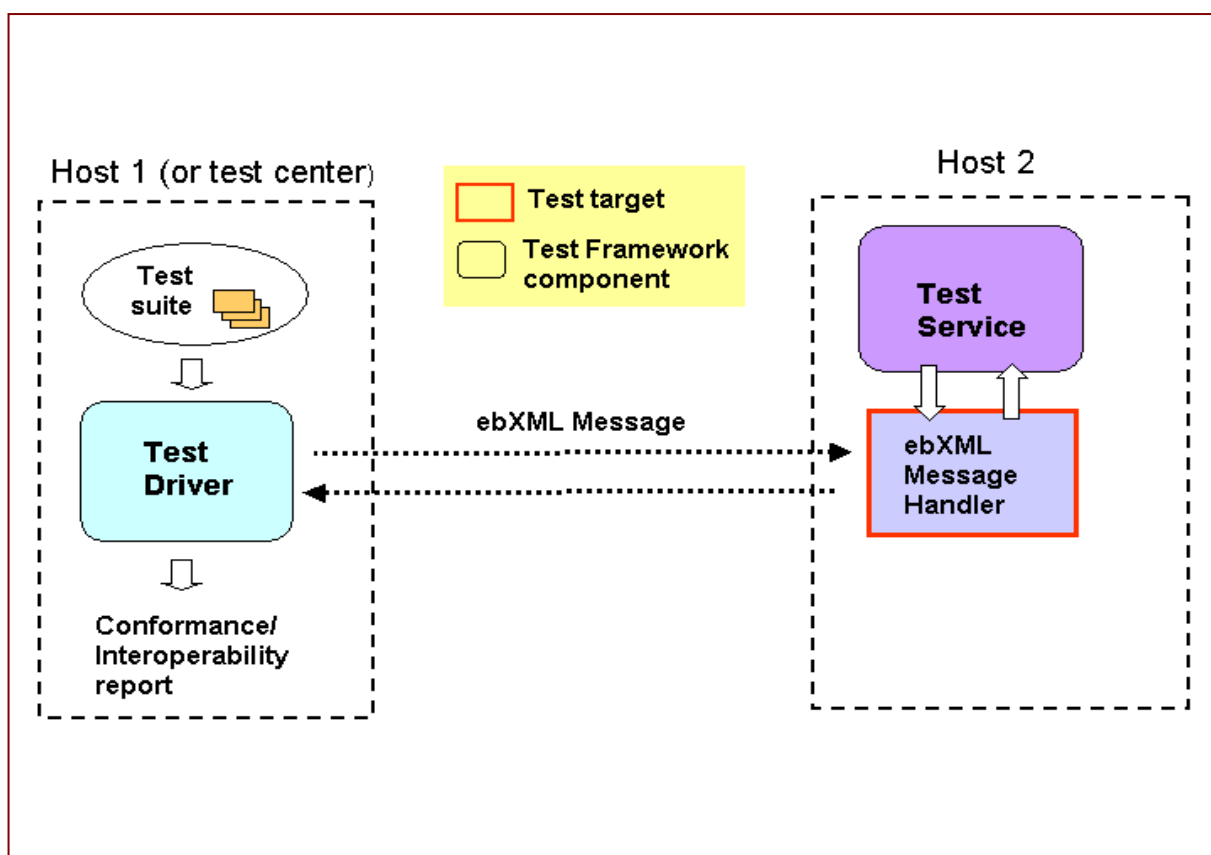 Host 1 (or test center)
Test
suite
Test
Driver
Conformance/
Interoperability
report
Test target
Test Framework
component
ebXML Message
Host 2
Test
Service
ebXML
Message
Handler